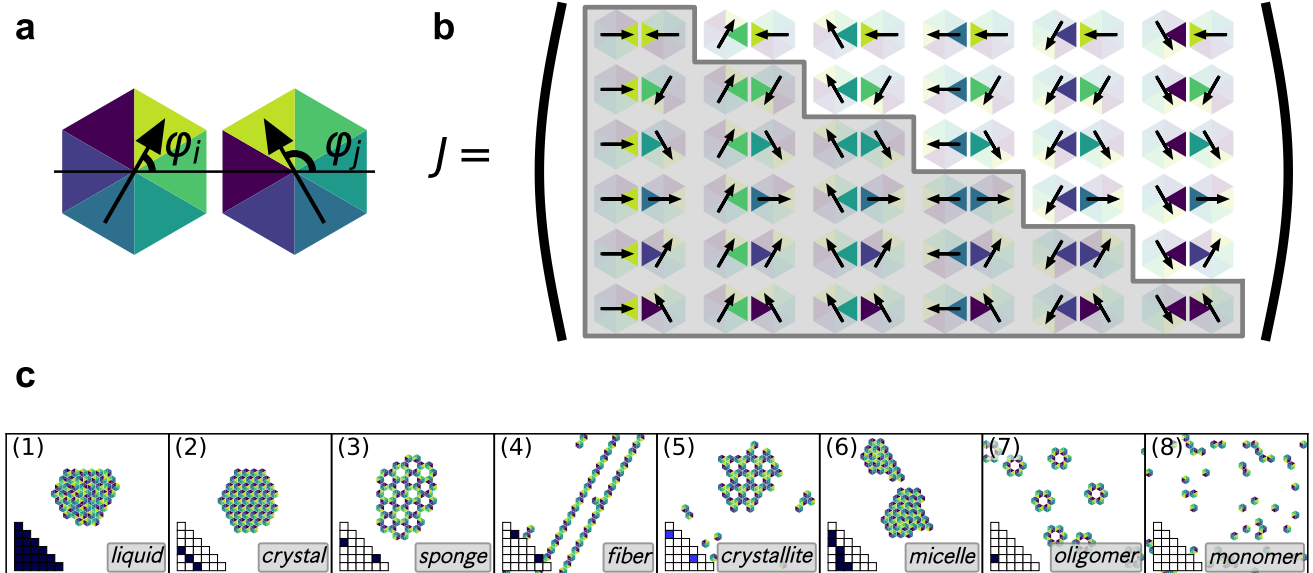 a
b
φi
φj
J =
c
(1)
(2)
(3)
(4)
(5)
(6)
(7)
(8)
liquid
crystal
sponge
fiber
crystallite
micelle
oligomer
monomer